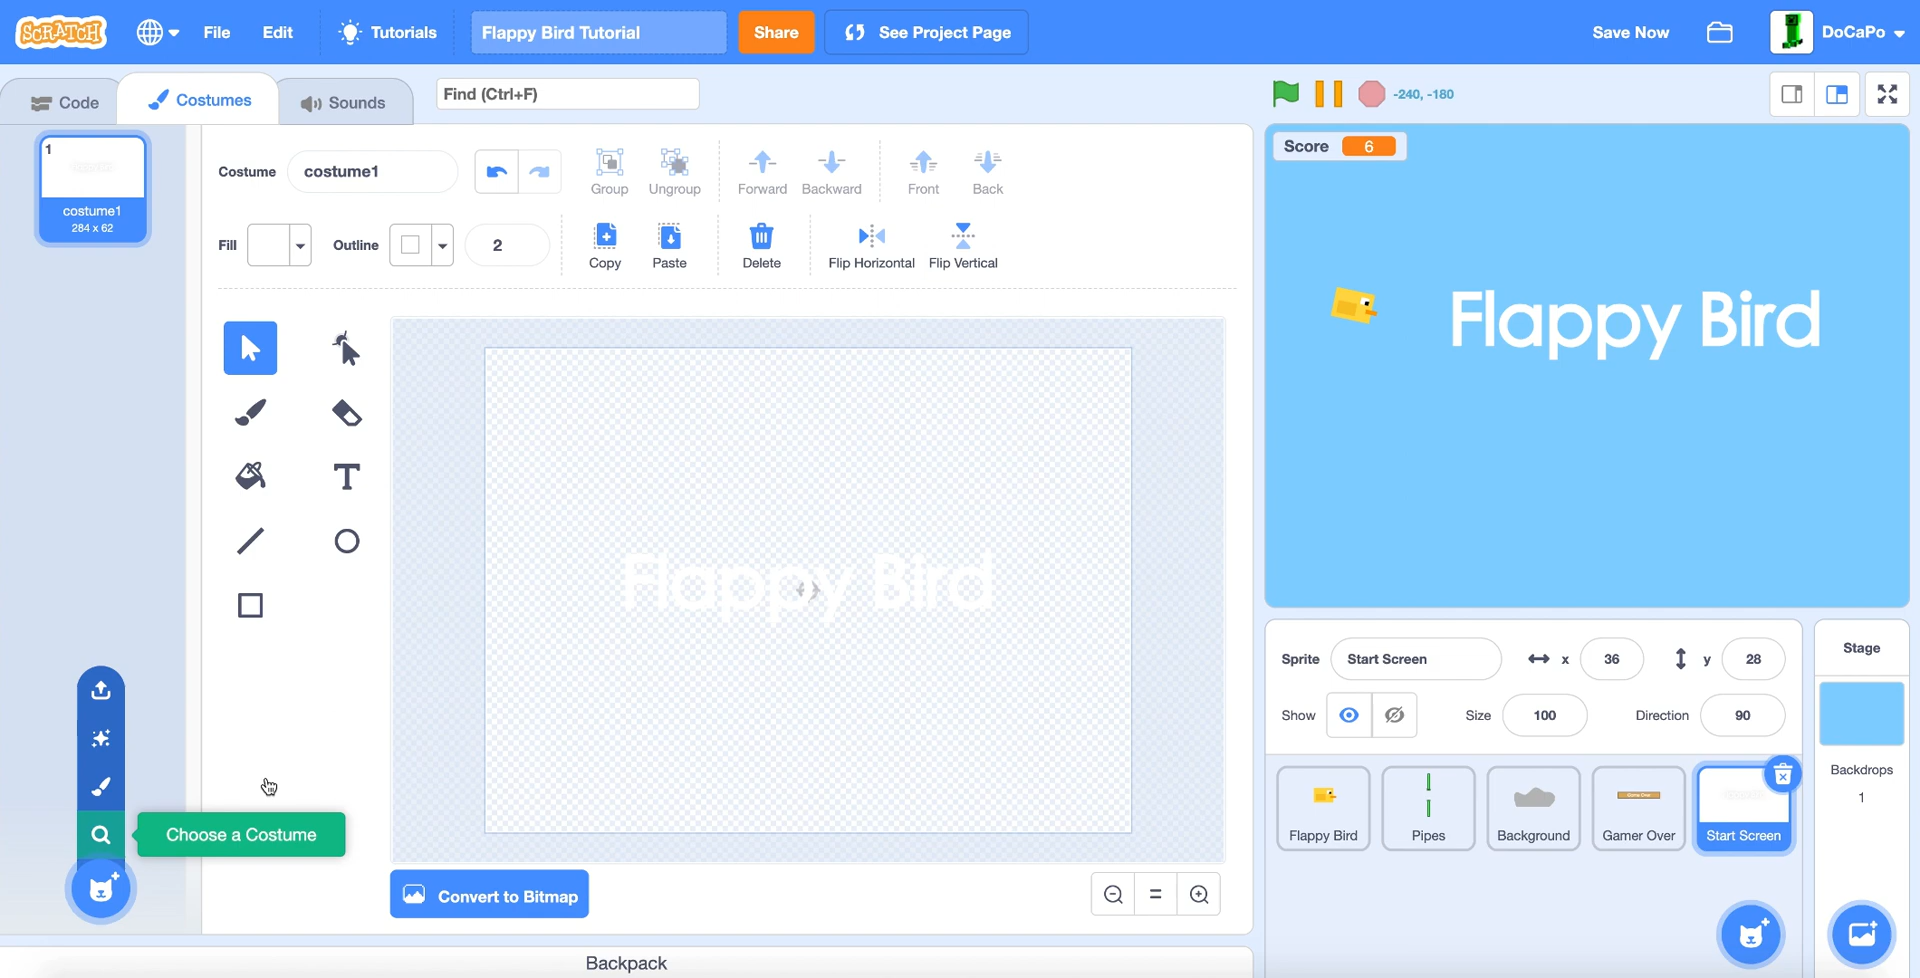 SCRATCH File Edit Tutorials Flappy Bird Tutorial Share See Project Page Save Now DoCaPo
Code Costumes Sounds Find (Ctrl+F) -240, -180
1
costume1
284 x 62
Costume costume1 Group Ungroup Forward Backward Front Back
Fill Outline 2 Copy Paste Delete Flip Horizontal Flip Vertical
T
Flappy Bird
Choose a Costume
Convert to Bitmap
Backpack
Score 6
Flappy Bird
Sprite Start Screen x 36 y 28
Show Size 100 Direction 90
Flappy Bird Pipes Background Gamer Over Start Screen
Stage
Backdrops
1